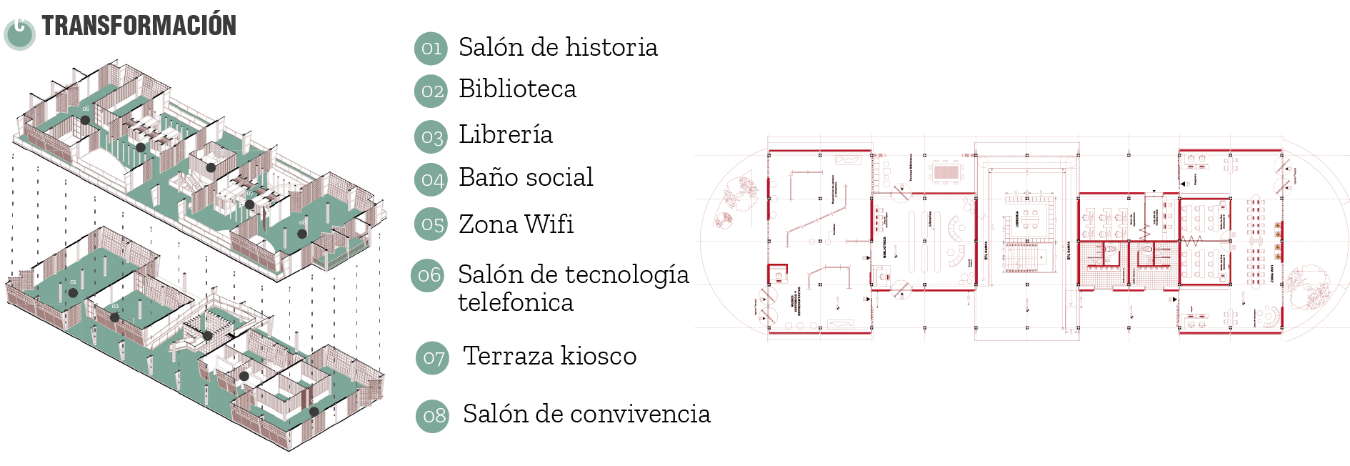 TRANSFORMACIÓN
01 Salón de historia
02 Biblioteca
03 Librería
04 Baño social
05 Zona Wifi
06 Salón de tecnología
telefonica
07 Terraza kiosco
08 Salón de convivencia